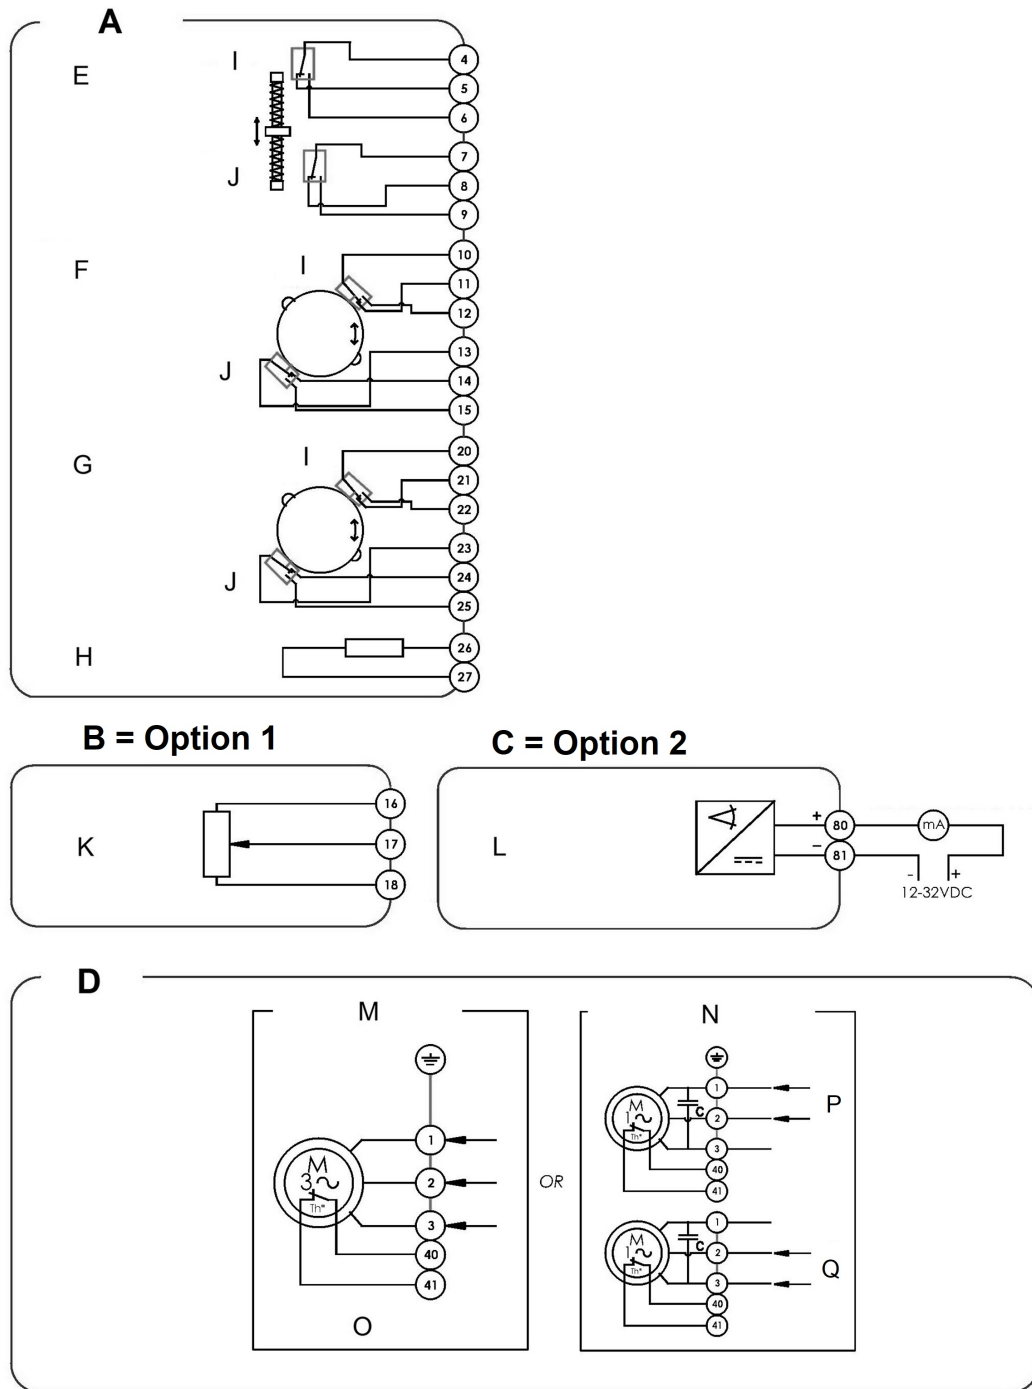 A
E
I
4
5
6
J
7
8
9
F
I
10
11
12
J
13
14
15
G
I
20
21
22
J
23
24
25
H
26
27
B = Option 1
C = Option 2
K
16
17
18
L
+
80
mA
–
81
- +
12-32VDC
D
M
1
M
3
Th*
2
3
40
41
O
OR
N
1
P
M
1
Th*
C
2
3
40
41
1
M
1
Th*
C
2
Q
3
40
41